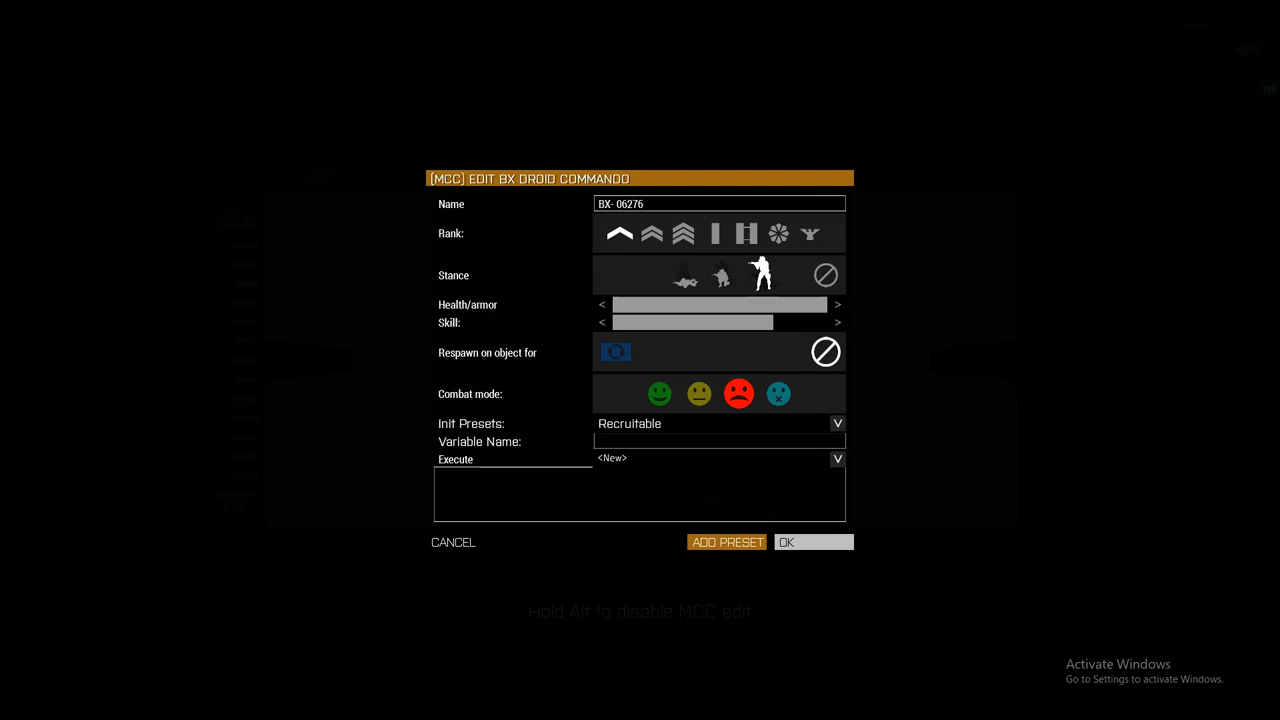 [MCC] EDIT BX DROID COMMANDO
Name BX- 06276
Rank:
Stance
Health/armor < >
Skill: < >
Respawn on object for
Combat mode:
Init Presets: Recruitable V
Variable Name:
Execute <New> V
CANCEL ADD PRESET OK
Hold Alt to disable MCC edit
Activate Windows
Go to Settings to activate Windows.